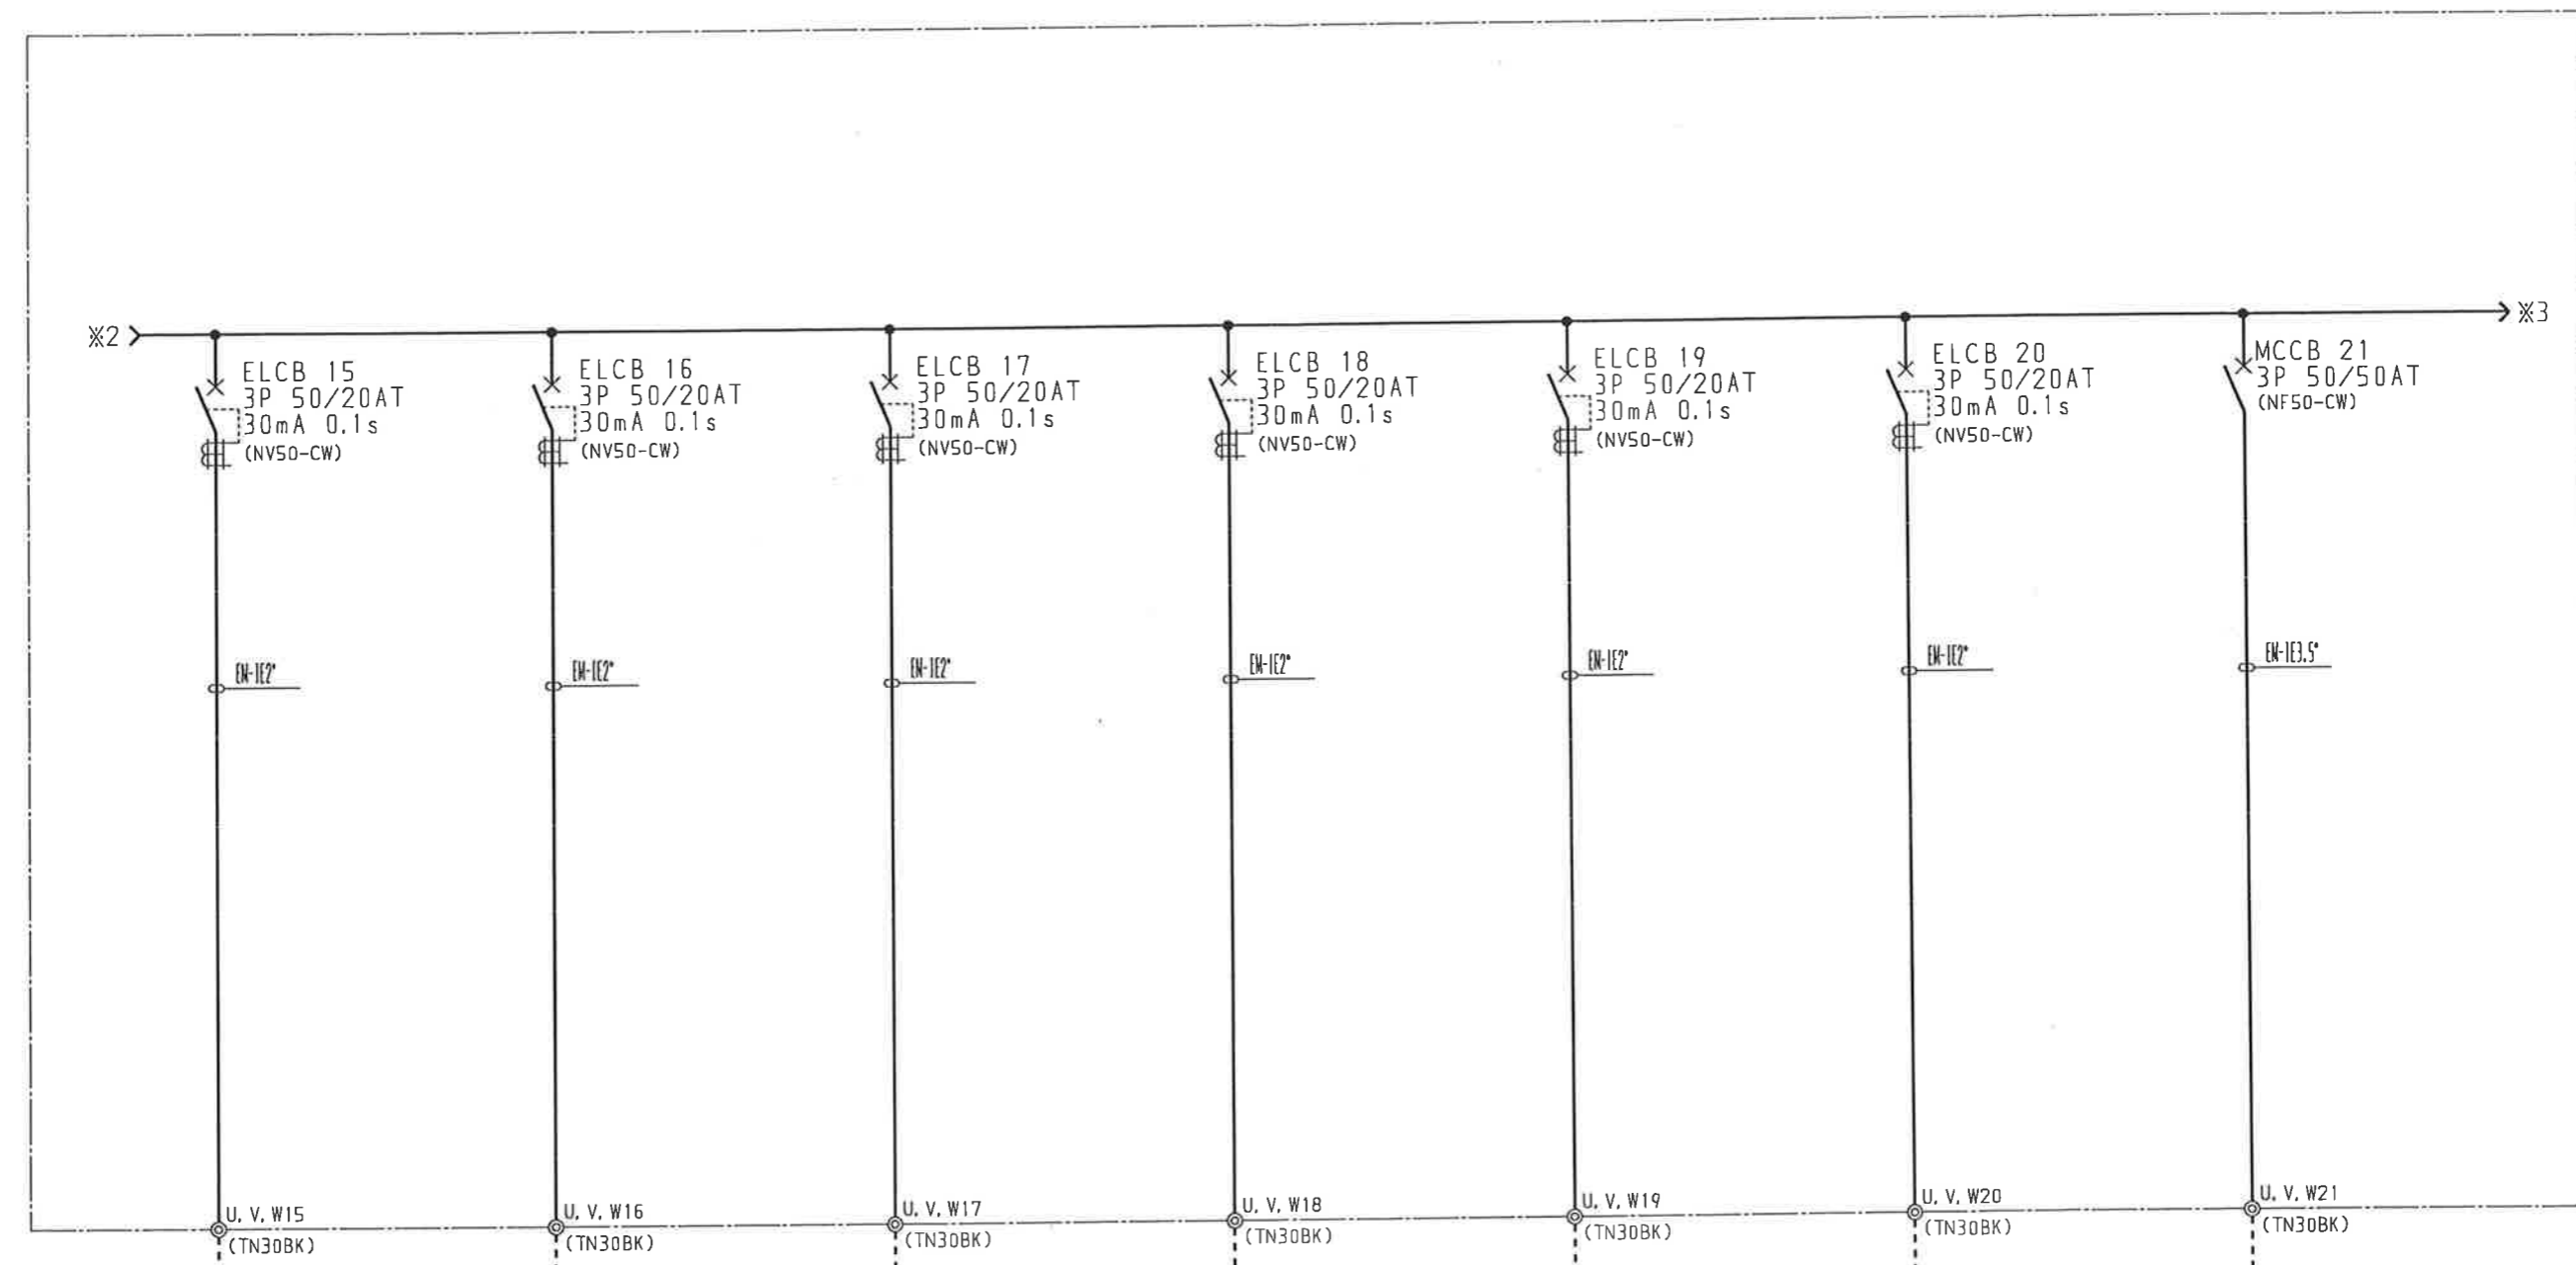 ※2
※3
ELCB 15
3P 50/20AT
30mA 0.1s
(NV50-CW)
ELCB 16
3P 50/20AT
30mA 0.1s
(NV50-CW)
ELCB 17
3P 50/20AT
30mA 0.1s
(NV50-CW)
ELCB 18
3P 50/20AT
30mA 0.1s
(NV50-CW)
ELCB 19
3P 50/20AT
30mA 0.1s
(NV50-CW)
ELCB 20
3P 50/20AT
30mA 0.1s
(NV50-CW)
MCCB 21
3P 50/50AT
(NF50-CW)
EM-IE2°
EM-IE2°
EM-IE2°
EM-IE2°
EM-IE2°
EM-IE2°
EM-IE3.5°
U, V, W15
(TN30BK)
U, V, W16
(TN30BK)
U, V, W17
(TN30BK)
U, V, W18
(TN30BK)
U, V, W19
(TN30BK)
U, V, W20
(TN30BK)
U, V, W21
(TN30BK)